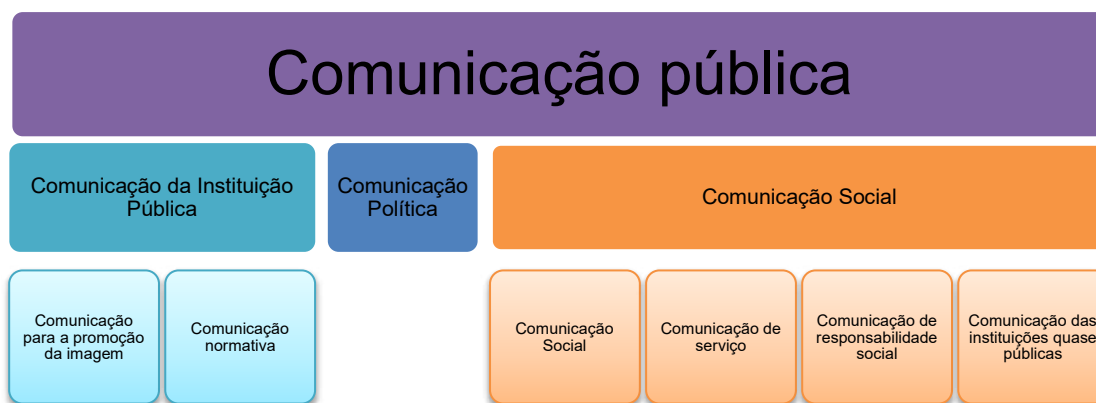 Comunicação pública
Comunicação da Instituição
Pública
Comunicação
Política
Comunicação Social
Comunicação
para a promoção
da imagem
Comunicação
normativa
Comunicação
Social
Comunicação de
serviço
Comunicação de
responsabilidade
social
Comunicação das
instituições quase
públicas